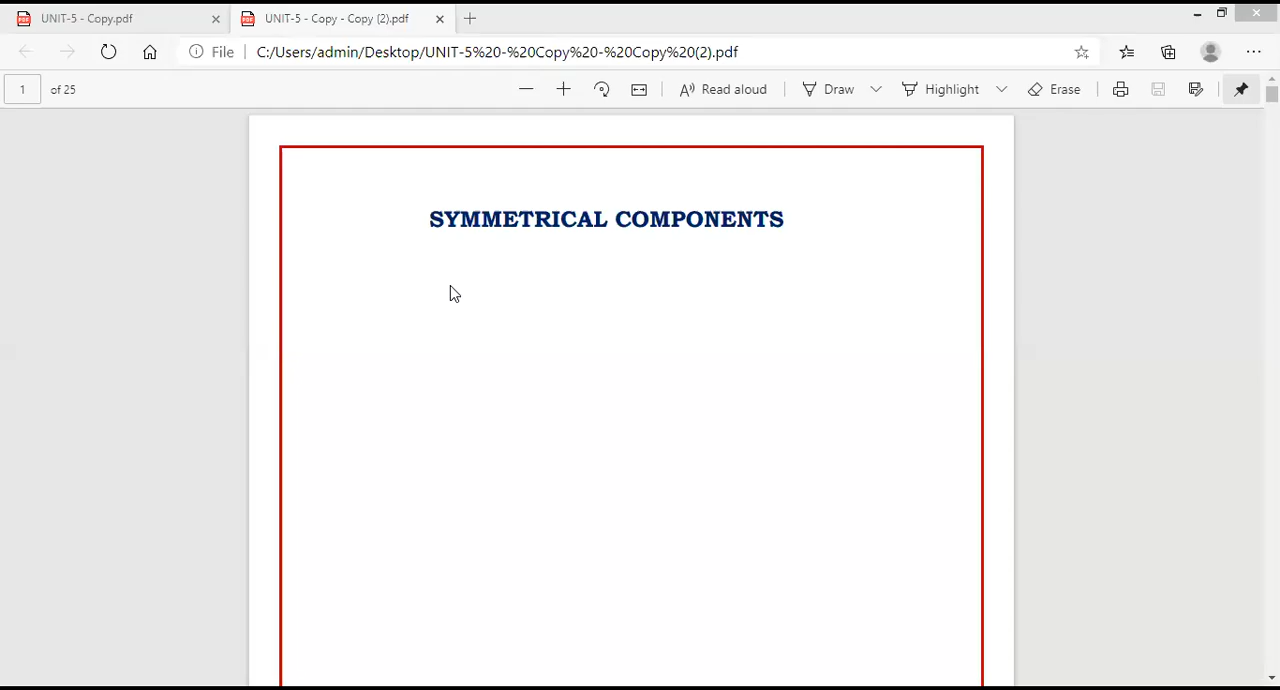 UNIT-5 - Copy.pdf
UNIT-5 - Copy - Copy (2).pdf
File
C:/Users/admin/Desktop/UNIT-5%20-%20Copy%20-%20Copy%20(2).pdf
1 of 25
Read aloud
Draw
Highlight
Erase
SYMMETRICAL COMPONENTS